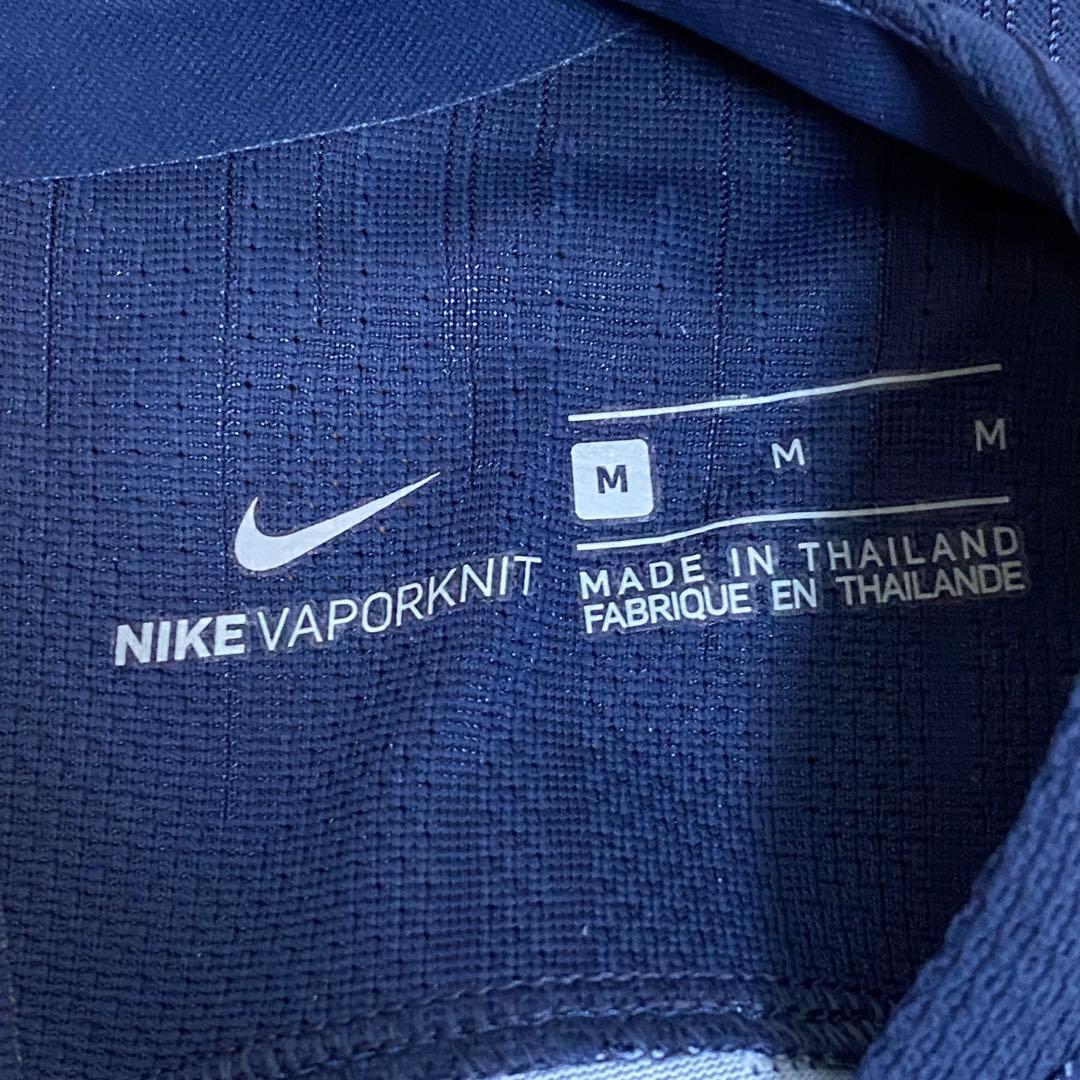 NIKE VAPORKNIT
M M M
MADE IN THAILAND
FABRIQUE EN THAILANDE